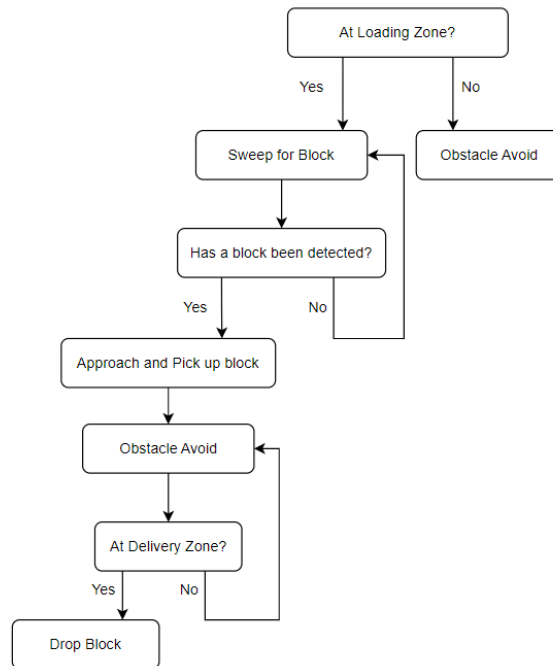 At Loading Zone?
Yes
No
Sweep for Block
Obstacle Avoid
Has a block been detected?
Yes
No
Approach and Pick up block
Obstacle Avoid
At Delivery Zone?
Yes
No
Drop Block